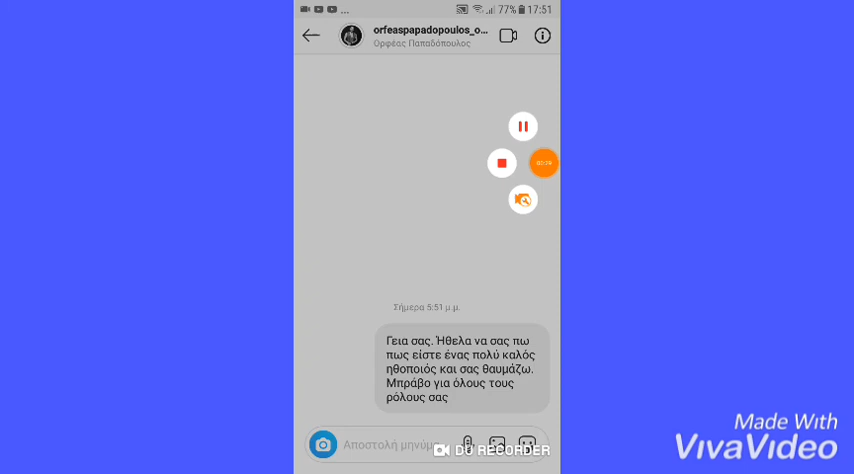 ... 77% 17:51
orfeaspapadopoulos_o...
Ορφέας Παπαδόπουλος
Σήμερα 5:51 μ.μ.
Γεια σας. Ήθελα να σας πω
πως είστε ένας πολύ καλός
ηθοποιός και σας θαυμάζω.
Μπράβο για όλους τους
ρόλους σας
Αποστολή μηνύμα
DU RECORDER
Made With
VivaVideo